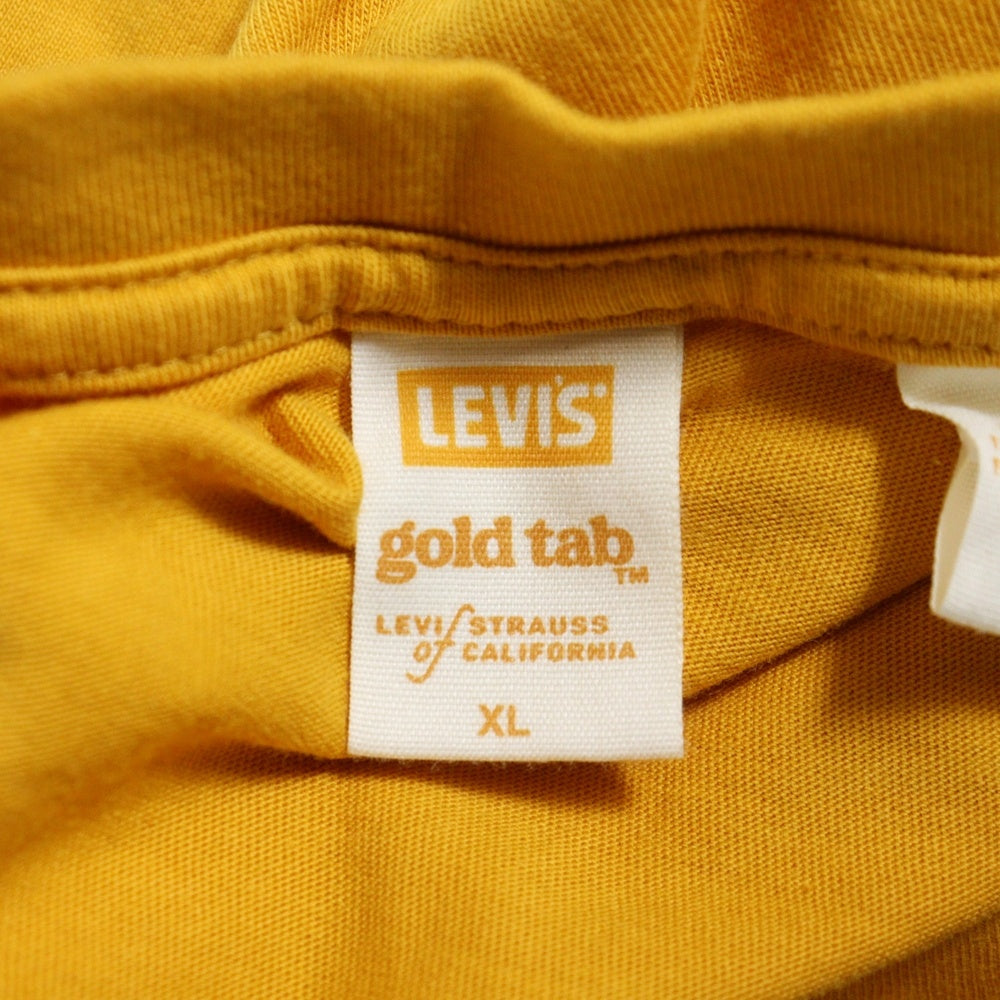 LEVI'S
gold tab™
LEVI STRAUSS
of CALIFORNIA
XL